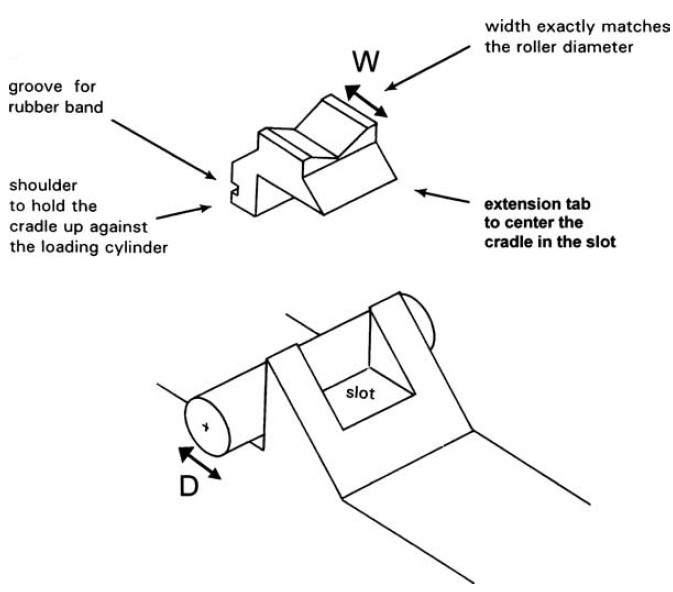 width exactly matches
the roller diameter
W
groove for
rubber band
shoulder
to hold the
cradle up against
the loading cylinder
extension tab
to center the
cradle in the slot
slot
x
D